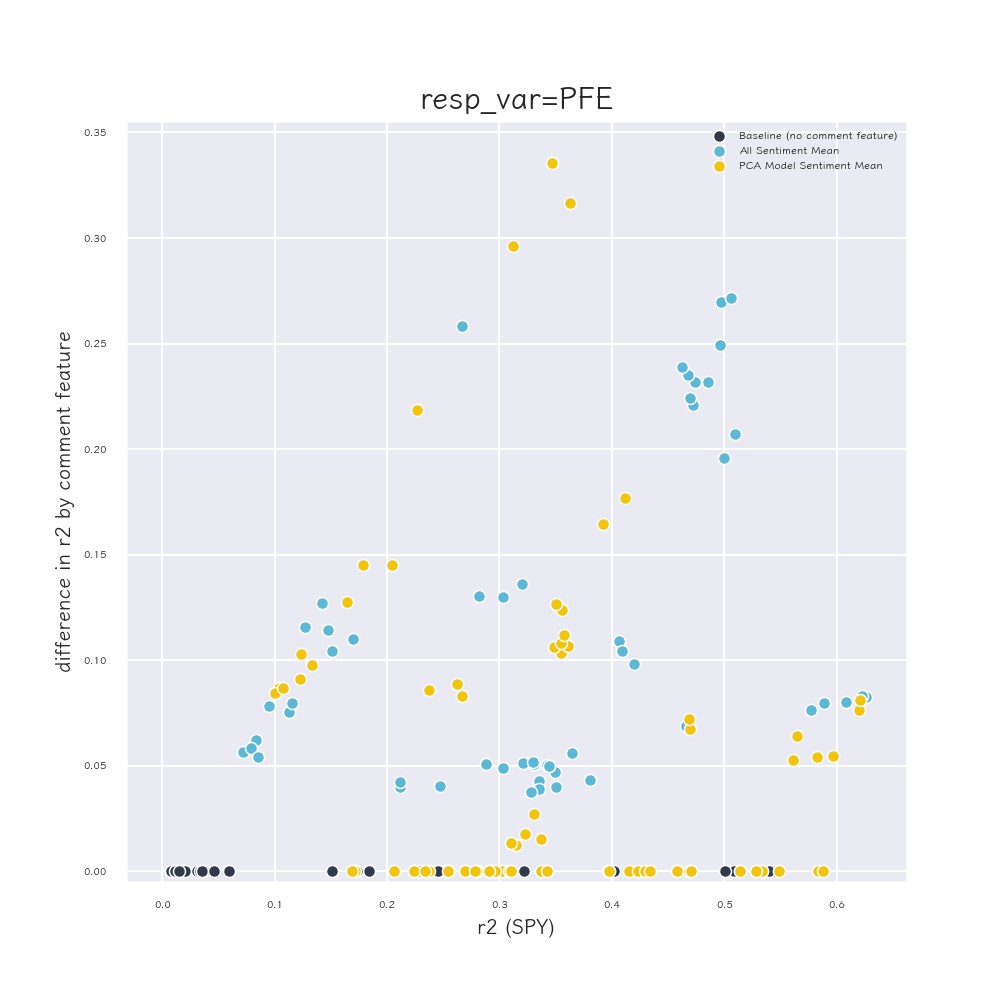 resp_var=PFE
Baseline (no comment feature)
All Sentiment Mean
PCA Model Sentiment Mean
difference in r2 by comment feature
0.35
0.30
0.25
0.20
0.15
0.10
0.05
0.00
0.0 0.1 0.2 0.3 0.4 0.5 0.6
r2 (SPY)